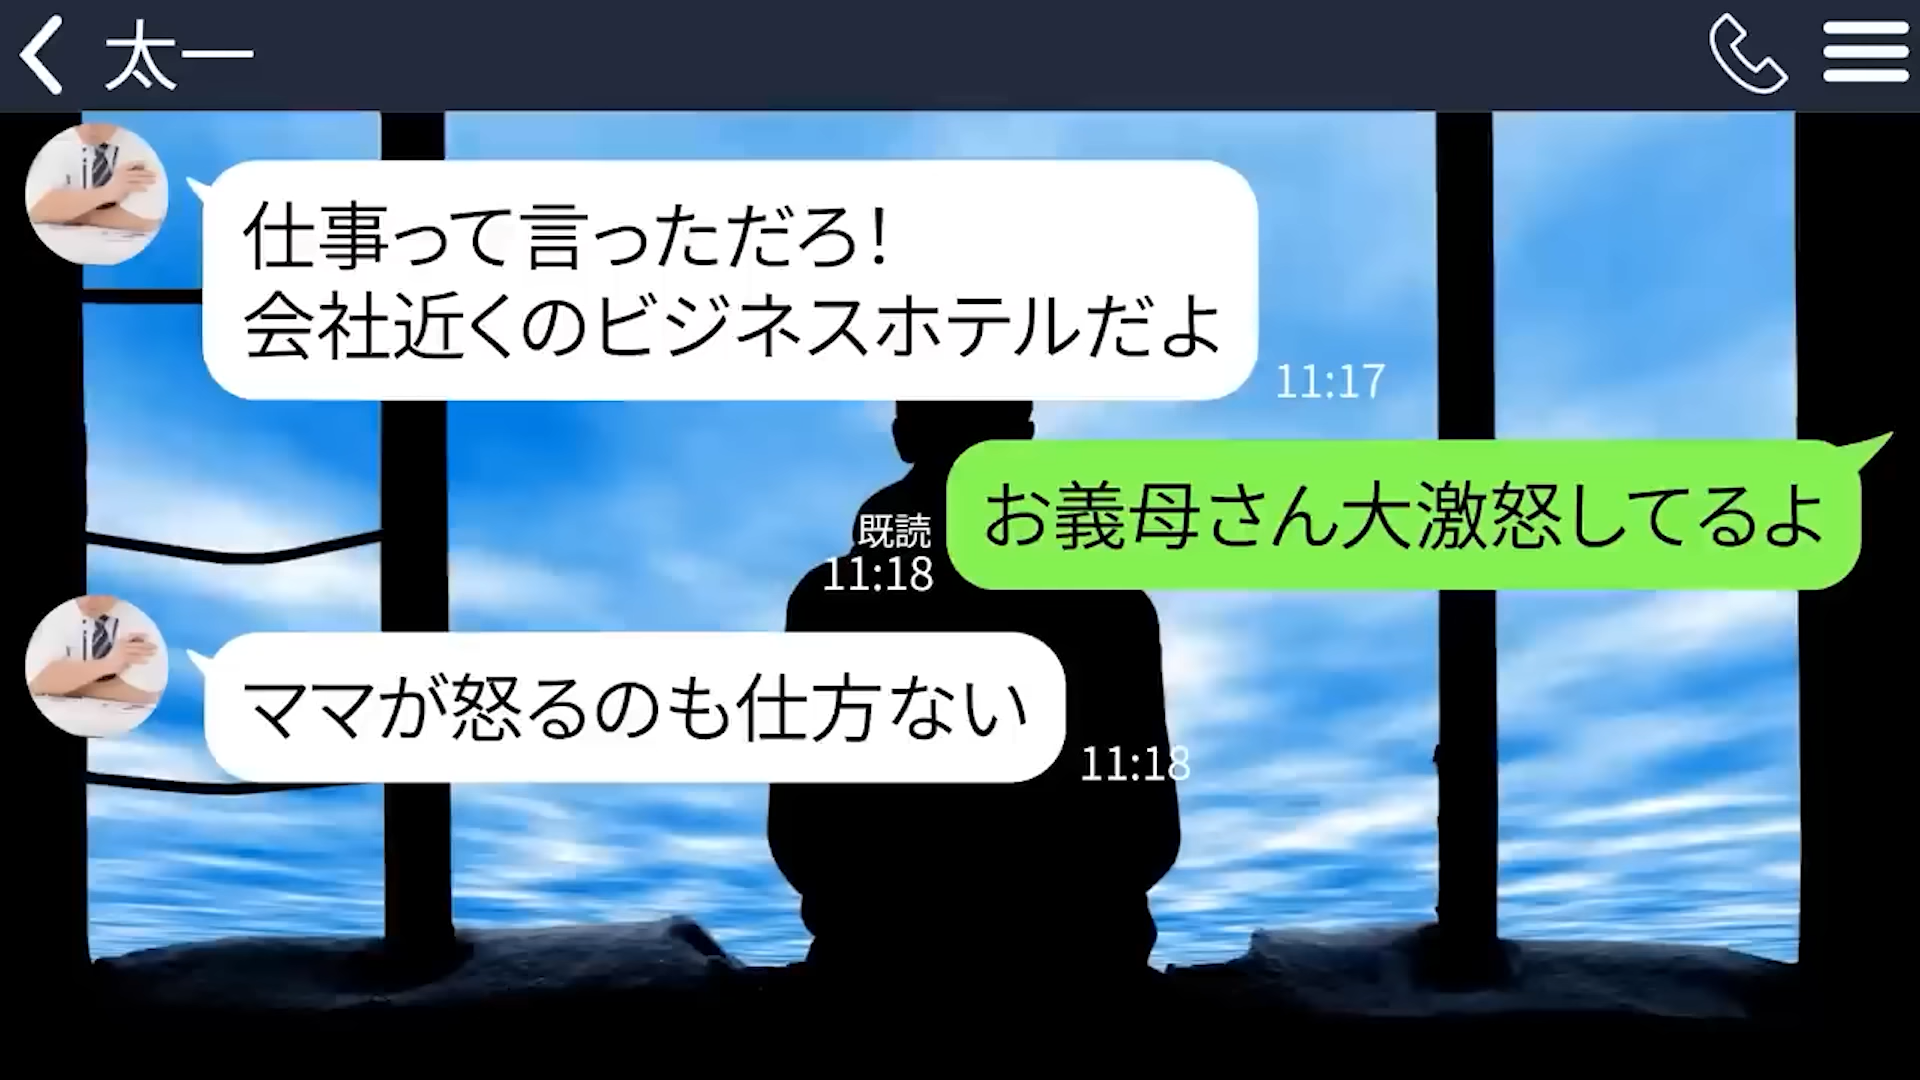 太一
仕事って言っただろ！
会社近くのビジネスホテルだよ
11:17
お義母さん大激怒してるよ
既読
11:18
ママが怒るのも仕方ない
11:18